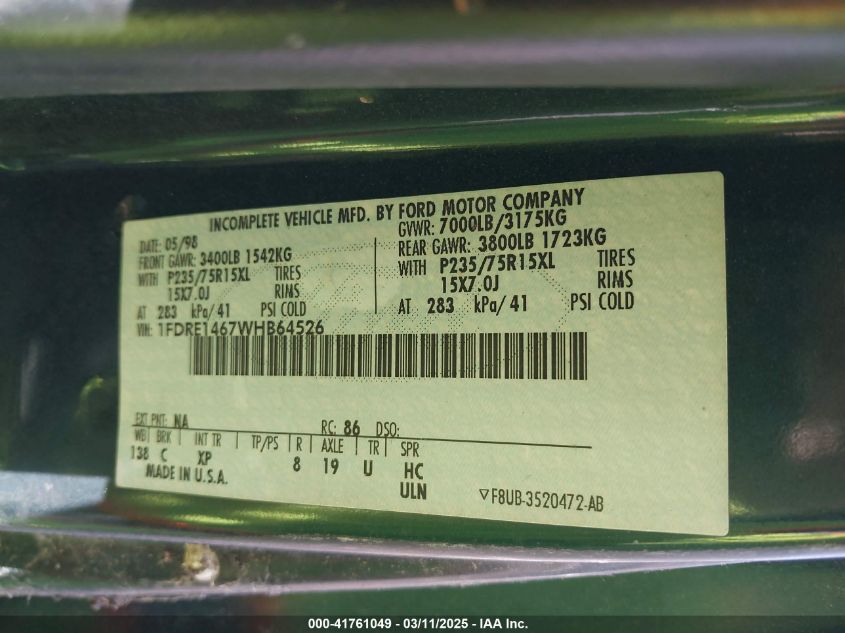 INCOMPLETE VEHICLE MFD. BY FORD MOTOR COMPANY
DATE: 05/98
FRONT GAWR: 3400LB 1542KG
WITH P235/75R15XL TIRES
15X7.0J RIMS
AT 283 kPa/41 PSI COLD
GVWR: 7000LB/3175KG
REAR GAWR: 3800LB 1723KG
WITH P235/75R15XL TIRES
15X7.0J RIMS
AT 283 kPa/41 PSI COLD
VIN: 1FDRE1467WHB64526
EXT PNT: NA RC: 86 DSO:
WB BRK INT TR TP/PS R AXLE TR SPR
138 C XP 8 19 U HC
MADE IN U.S.A. ULN
▽F8UB-3520472-AB
000-41761049 - 03/11/2025 - IAA Inc.